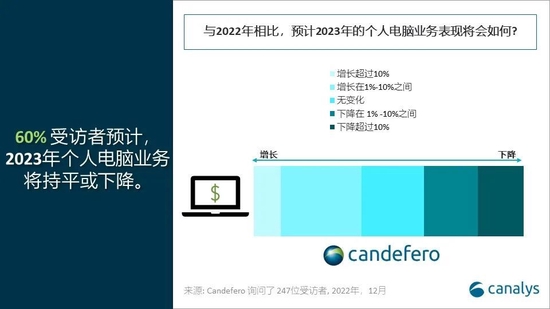 60% 受访者预计，
2023年个人电脑业务
将持平或下降。
与2022年相比，预计2023年的个人电脑业务表现将会如何?
增长超过10%
增长在1%-10%之间
无变化
下降在 1% -10%之间
下降超过10%
增长
下降
$
candefero
来源: Candefero 询问了 247位受访者, 2022年、12月
canalys